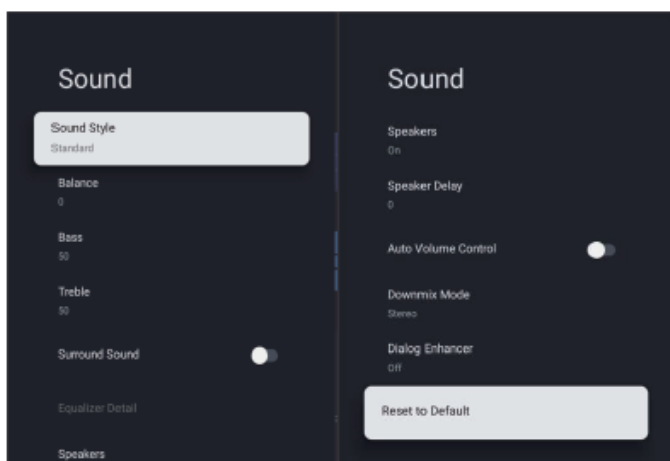 Sound
Sound Style
Standard
Balance
0
Bass
50
Treble
50
Surround Sound
Equalizer Detail
Speakers
Sound
Speakers
On
Speaker Delay
0
Auto Volume Control
Downmix Mode
Stereo
Dialog Enhancer
Off
Reset to Default